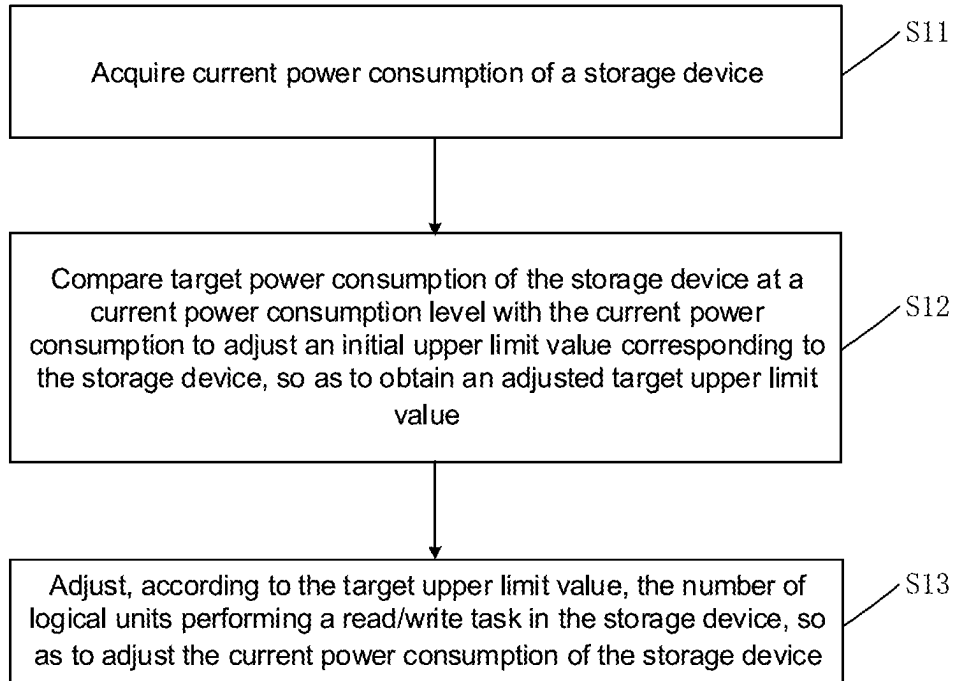 S11
Acquire current power consumption of a storage device
Compare target power consumption of the storage device at a
current power consumption level with the current power
consumption to adjust an initial upper limit value corresponding to
the storage device, so as to obtain an adjusted target upper limit
value
S12
Adjust, according to the target upper limit value, the number of
logical units performing a read/write task in the storage device, so
as to adjust the current power consumption of the storage device
S13